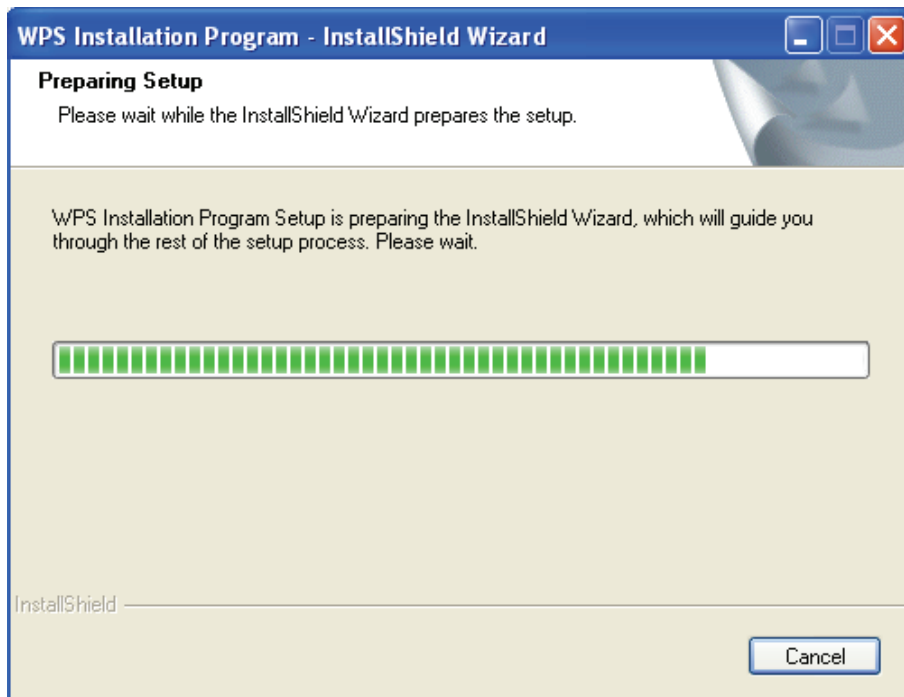 WPS Installation Program - InstallShield Wizard
Preparing Setup
Please wait while the InstallShield Wizard prepares the setup.
WPS Installation Program Setup is preparing the InstallShield Wizard, which will guide you
through the rest of the setup process. Please wait.
InstallShield
Cancel